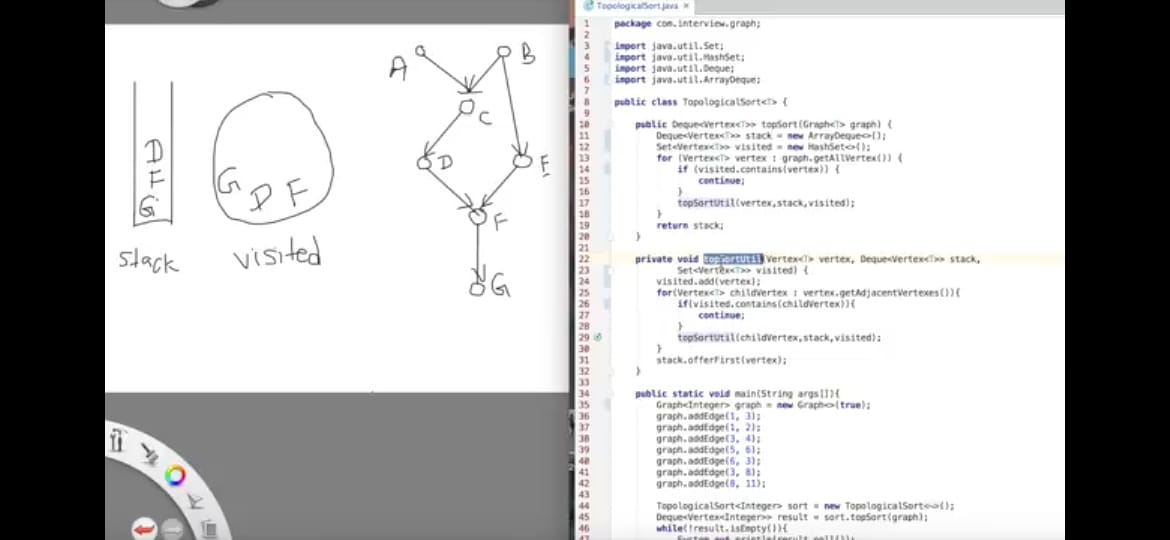 A
B
C
D
E
F
G
D
F
G
stack
G D F
visited
TopologicalSort.java
1 package com.interview.graph;
2
3 import java.util.Set;
4 import java.util.HashSet;
5 import java.util.Deque;
6 import java.util.ArrayDeque;
7
8 public class TopologicalSort<T> {
9
10 public Deque<Vertex<T>> topSort(Graph<T> graph) {
11 Deque<Vertex<T>> stack = new ArrayDeque<>();
12 Set<Vertex<T>> visited = new HashSet<>();
13 for (Vertex<T> vertex : graph.getAllVertex()) {
14 if (visited.contains(vertex)) {
15 continue;
16 }
17 topSortUtil(vertex,stack,visited);
18 }
19 return stack;
20 }
21
22 private void topSortUtil(Vertex<T> vertex, Deque<Vertex<T>> stack,
23 Set<Vertex<T>> visited) {
24 visited.add(vertex);
25 for(Vertex<T> childVertex : vertex.getAdjacentVertexes()){
26 if(visited.contains(childVertex)){
27 continue;
28 }
29 topSortUtil(childVertex,stack,visited);
30 }
31 stack.offerFirst(vertex);
32 }
33
34 public static void main(String args[]){
35 Graph<Integer> graph = new Graph<>(true);
36 graph.addEdge(1, 3);
37 graph.addEdge(1, 2);
38 graph.addEdge(3, 4);
39 graph.addEdge(5, 6);
40 graph.addEdge(6, 3);
41 graph.addEdge(3, 8);
42 graph.addEdge(8, 11);
43
44 TopologicalSort<Integer> sort = new TopologicalSort<>();
45 Deque<Vertex<Integer>> result = sort.topSort(graph);
46 while(!result.isEmpty()){